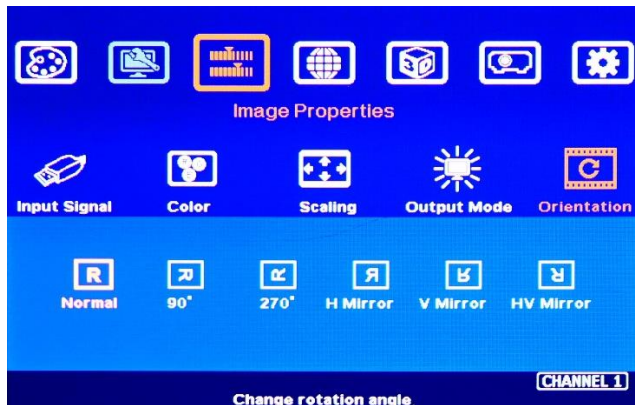 3D
Image Properties
Input Signal
Color
Scaling
Output Mode
Orientation
R
R
R
R
R
R
Normal
90°
270°
H Mirror
V Mirror
HV Mirror
CHANNEL 1
Change rotation angle